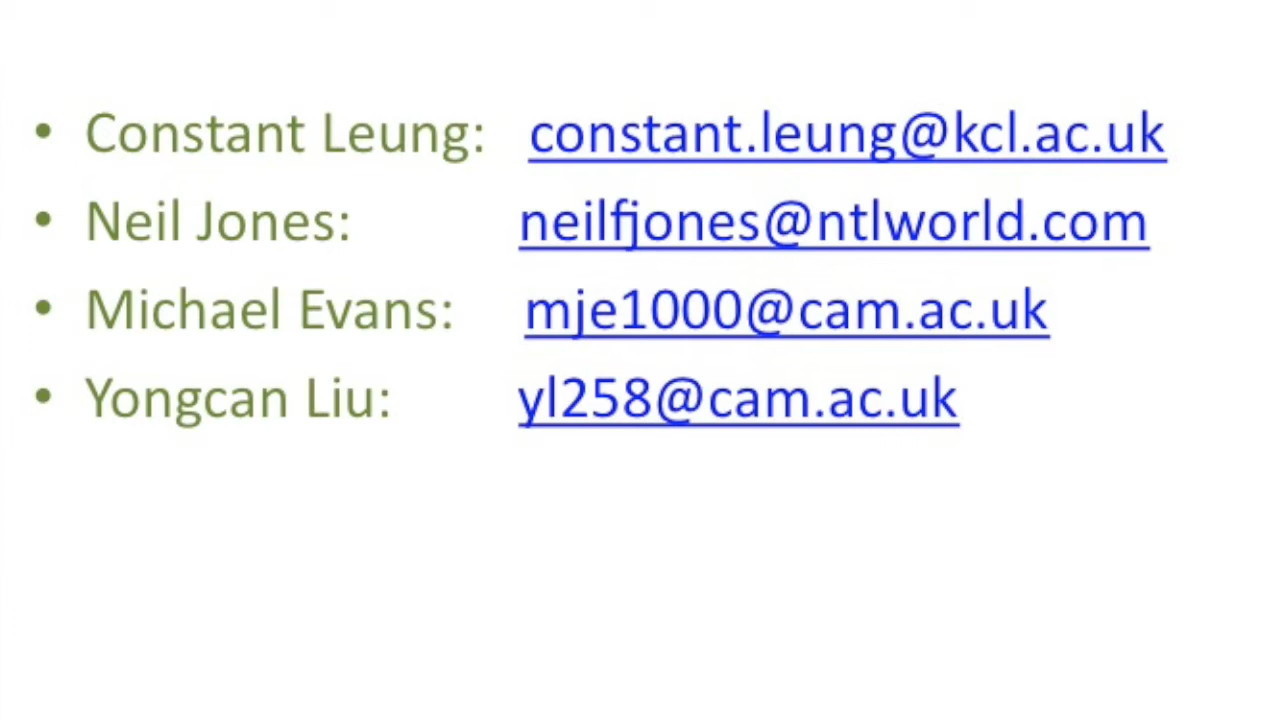 • Constant Leung: constant.leung@kcl.ac.uk
• Neil Jones: neilfjones@ntlworld.com
• Michael Evans: mje1000@cam.ac.uk
• Yongcan Liu: yl258@cam.ac.uk